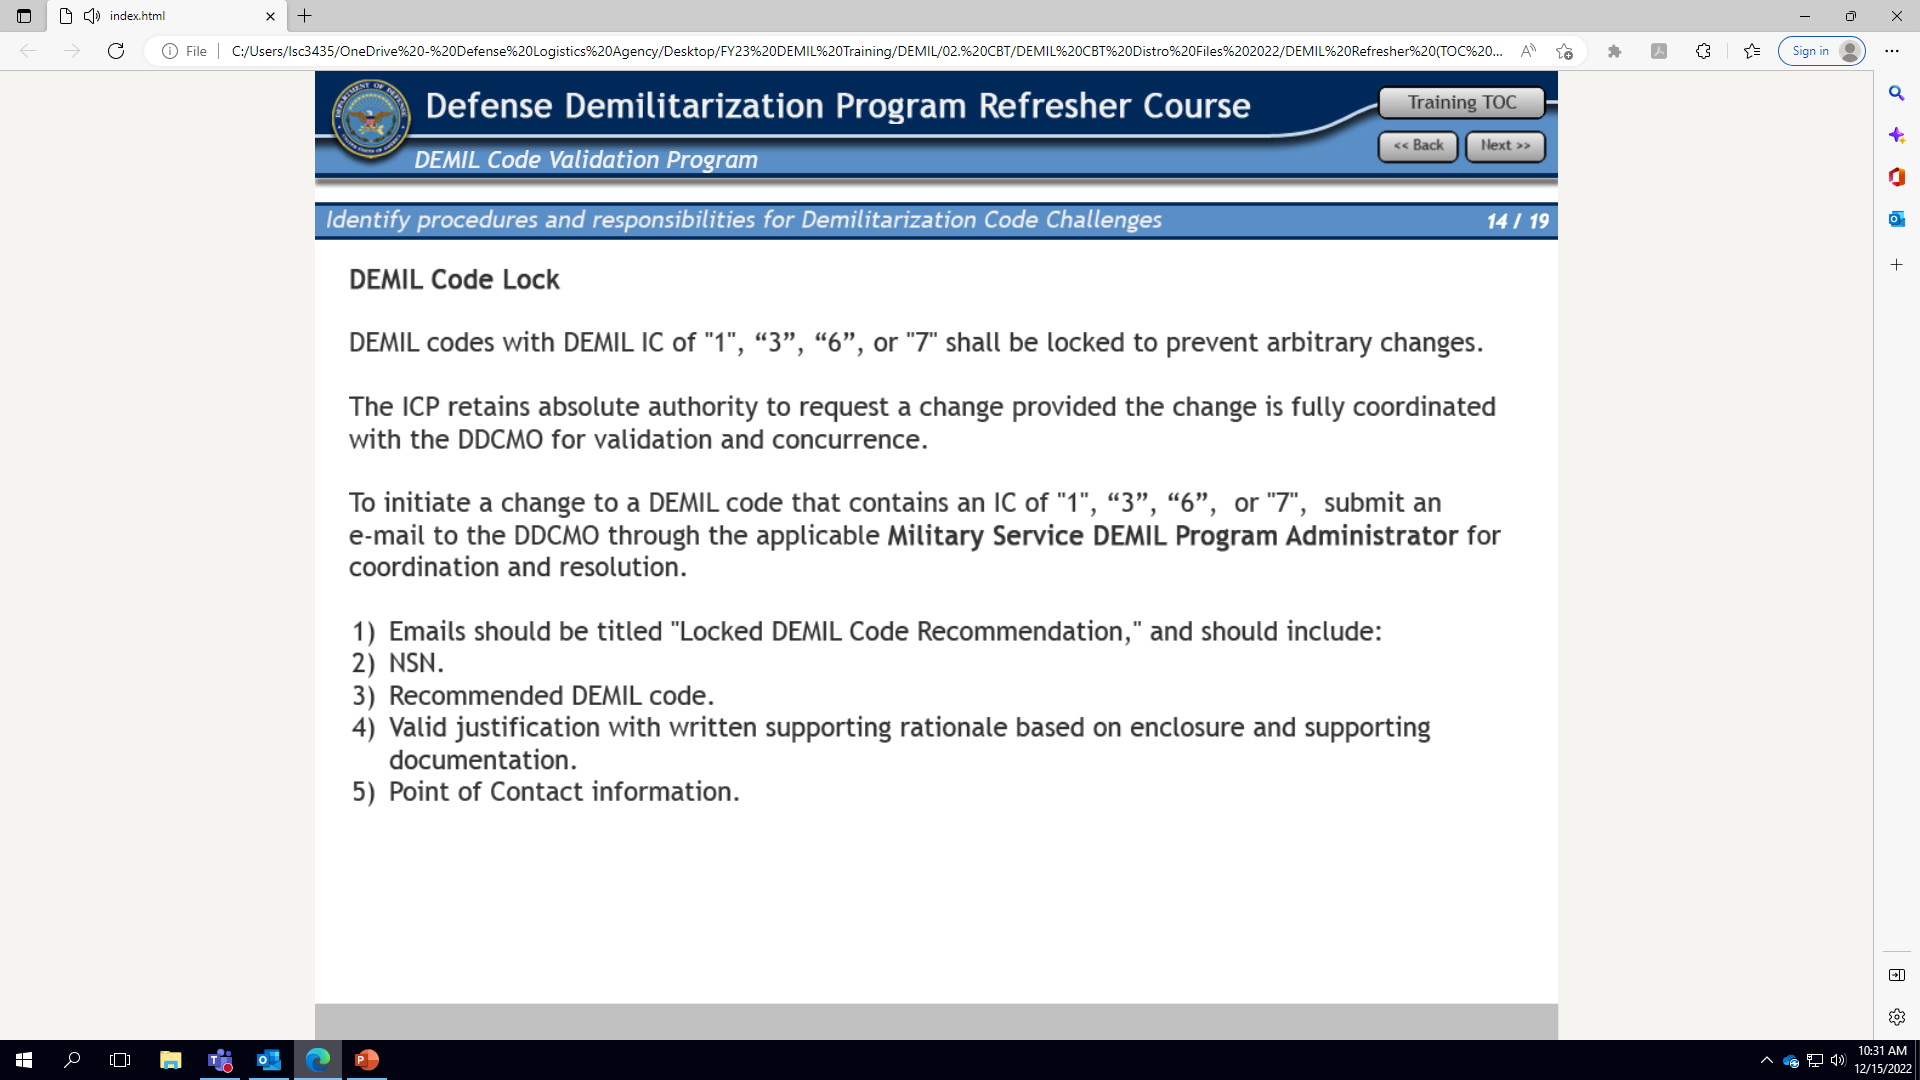 index.html
File
C:/Users/lsc3435/OneDrive%20-%20Defense%20Logistics%20Agency/Desktop/FY23%20DEMIL%20Training/DEMIL/02.%20CBT/DEMIL%20CBT%20Distro%20Files%202022/DEMIL%20Refresher%20(TOC%20...
Sign in
Defense Demilitarization Program Refresher Course
Training TOC
<< Back
Next >>
DEMIL Code Validation Program
Identify procedures and responsibilities for Demilitarization Code Challenges
14 / 19
DEMIL Code Lock
DEMIL codes with DEMIL IC of "1", “3”, “6”, or "7" shall be locked to prevent arbitrary changes.
The ICP retains absolute authority to request a change provided the change is fully coordinated
with the DDCMO for validation and concurrence.
To initiate a change to a DEMIL code that contains an IC of "1", “3”, “6”, or "7", submit an
e-mail to the DDCMO through the applicable Military Service DEMIL Program Administrator for
coordination and resolution.
1) Emails should be titled "Locked DEMIL Code Recommendation," and should include:
2) NSN.
3) Recommended DEMIL code.
4) Valid justification with written supporting rationale based on enclosure and supporting
documentation.
5) Point of Contact information.
10:31 AM
12/15/2022